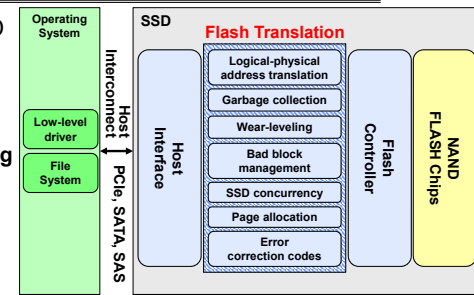 )
g
Operating
System
Low-level
driver
File
System
Host
Interconnect
PCIe, SATA, SAS
SSD
Host
Interface
Flash Translation
Logical-physical
address translation
Garbage collection
Wear-leveling
Bad block
management
SSD concurrency
Page allocation
Error
correction codes
Flash
Controller
NAND
FLASH Chips